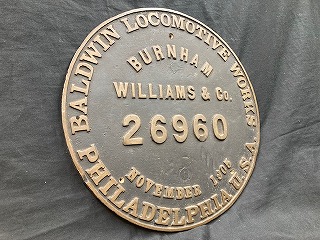 BALDWIN LOCOMOTIVE WORKS
BURNHAM
WILLIAMS & Co.
26960
NOVEMBER 1905
PHILADELPHIA U.S.A.